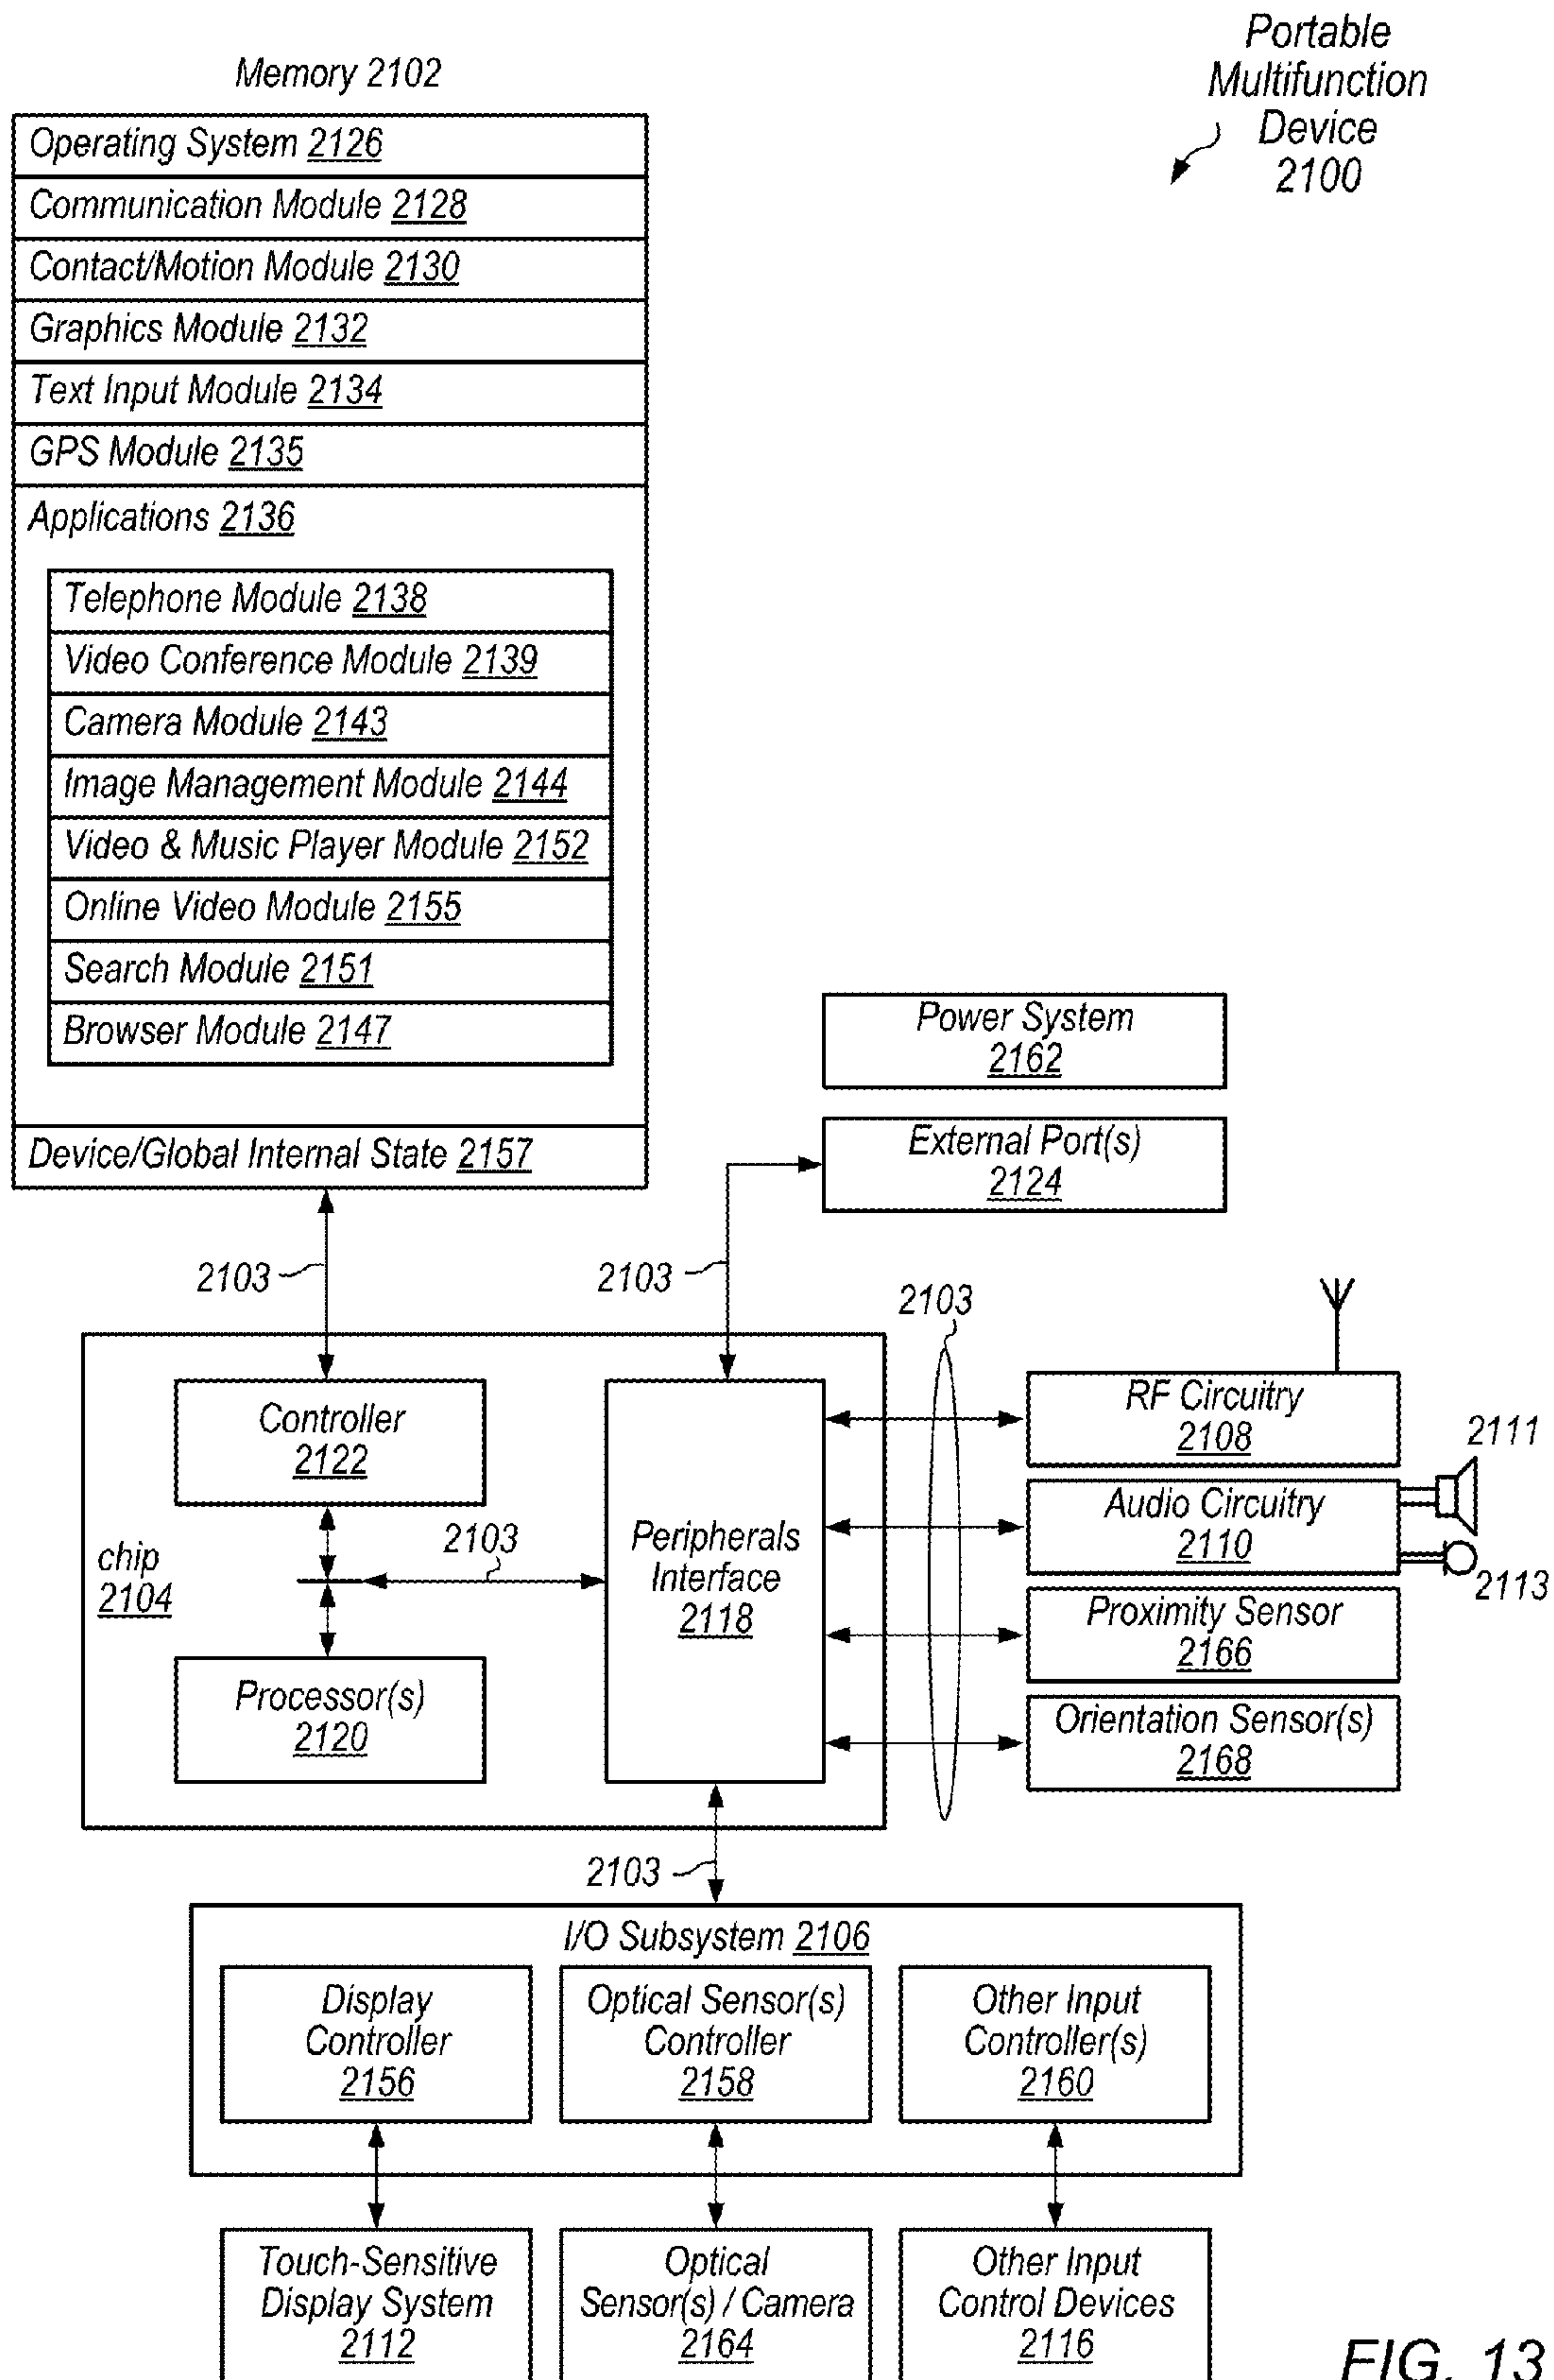 Portable
Multifunction
Device
2100
Memory 2102
Operating System 2126
Communication Module 2128
Contact/Motion Module 2130
Graphics Module 2132
Text Input Module 2134
GPS Module 2135
Applications 2136
Telephone Module 2138
Video Conference Module 2139
Camera Module 2143
Image Management Module 2144
Video & Music Player Module 2152
Online Video Module 2155
Search Module 2151
Browser Module 2147
Device/Global Internal State 2157
Power System
2162
External Port(s)
2124
2103
2103
2103
chip
2104
Controller
2122
2103
Processor(s)
2120
Peripherals
Interface
2118
RF Circuitry
2108
2111
Audio Circuitry
2110
2113
Proximity Sensor
2166
Orientation Sensor(s)
2168
2103
I/O Subsystem 2106
Display
Controller
2156
Optical Sensor(s)
Controller
2158
Other Input
Controller(s)
2160
Touch-Sensitive
Display System
2112
Optical
Sensor(s) / Camera
2164
Other Input
Control Devices
2116
FIG. 13